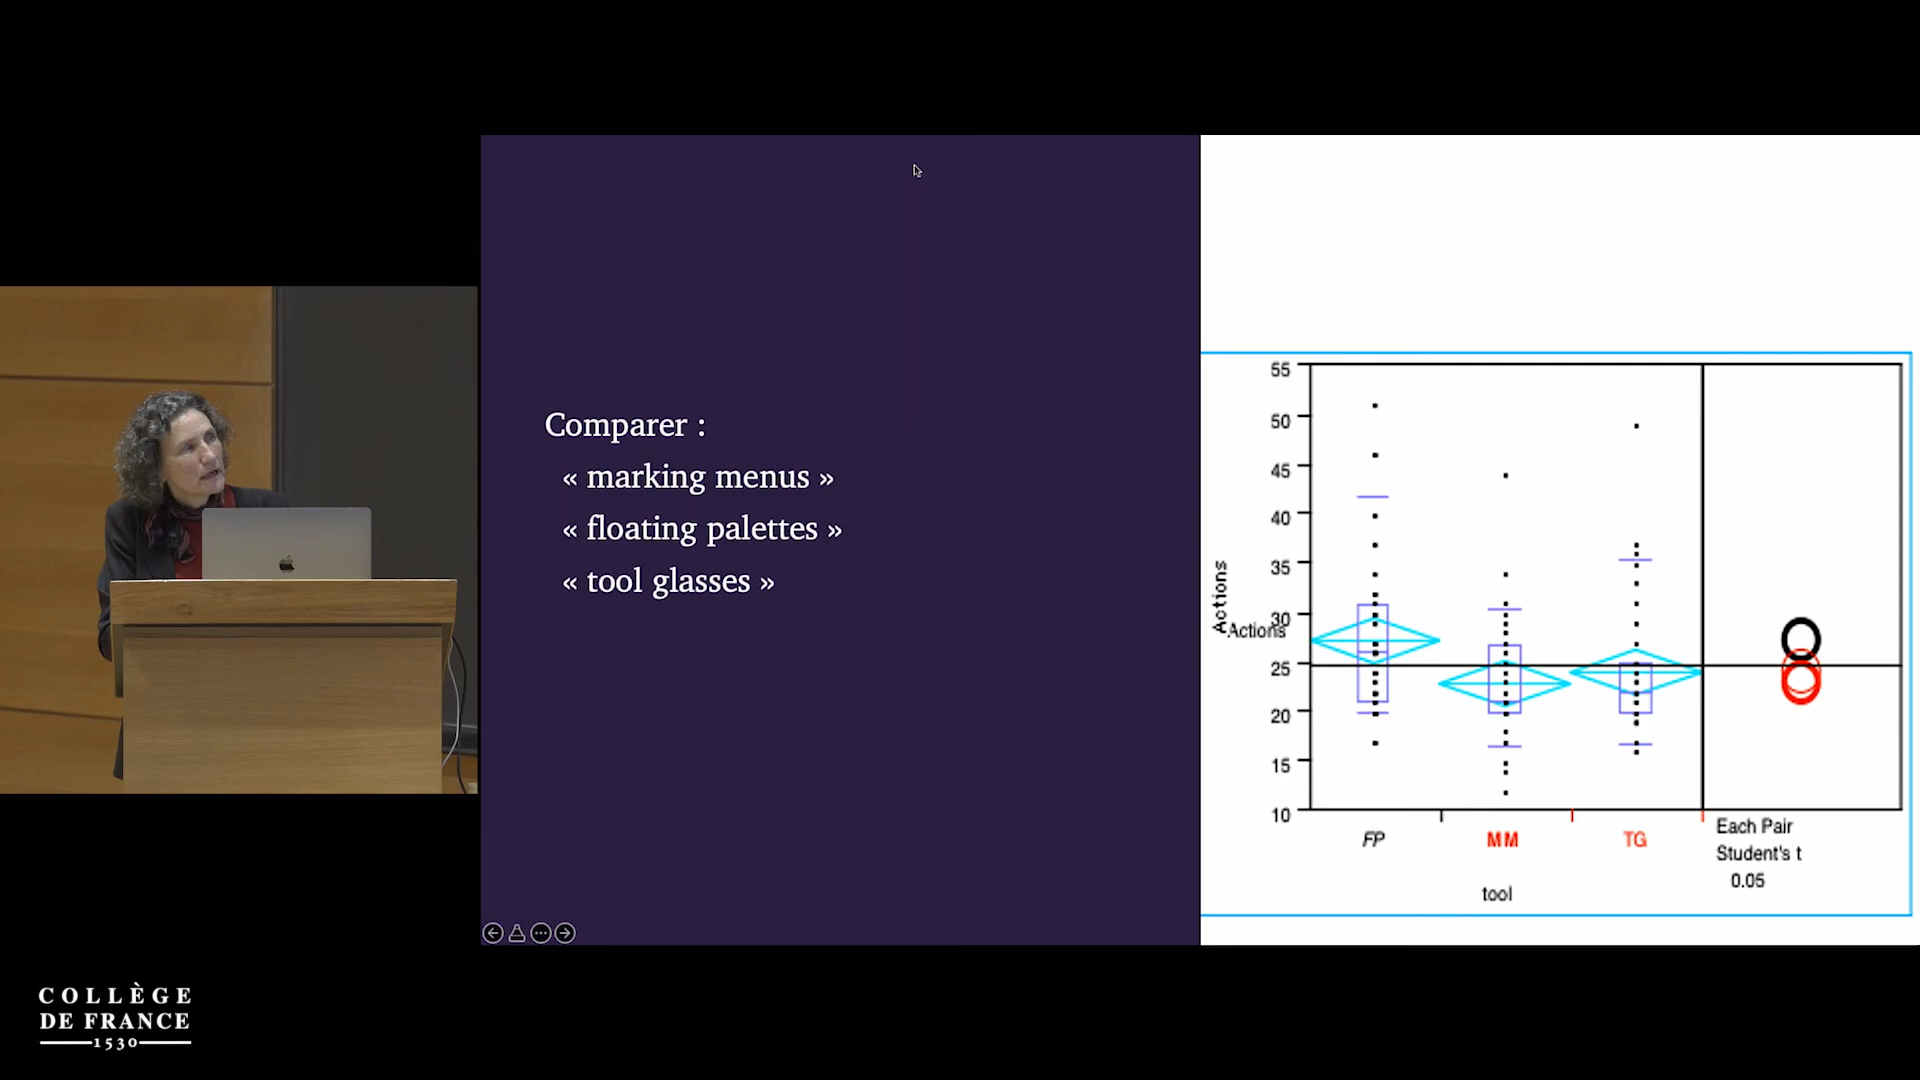 Comparer :
« marking menus »
« floating palettes »
« tool glasses »
55
50
45
40
35
30
25
20
15
10
Actions
Actions
FP
MM
TG
tool
Each Pair
Student's t
0.05
COLLÈGE
DE FRANCE
1530